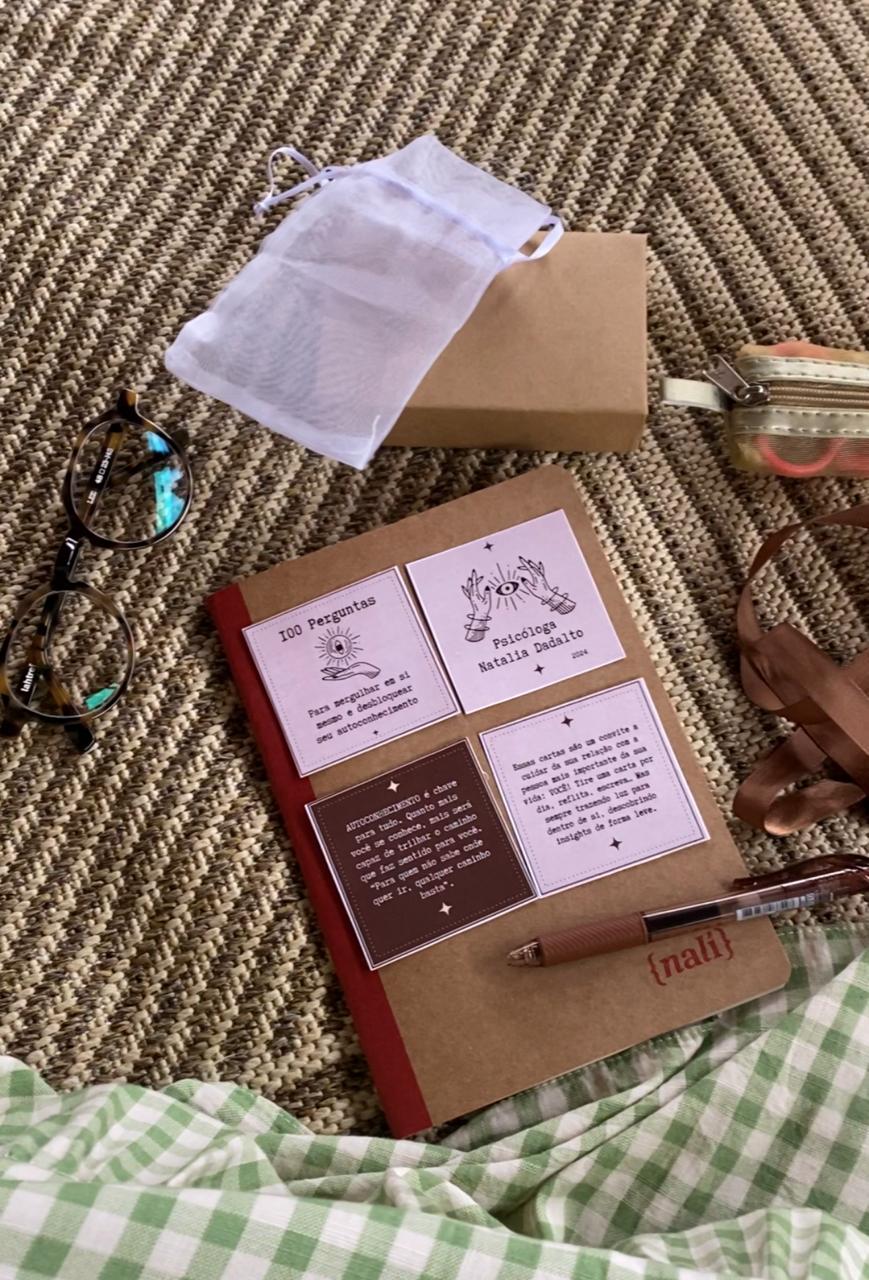 100 Perguntas
Para mergulhar em si
mesmo e desbloquear
seu autoconhecimento
Psicóloga
Natalia Dadalto
2024
AUTOCONHECIMENTO é chave
para tudo. Quanto mais
você se conhece, mais será
capaz de trilhar o caminho
que faz sentido para você.
"Para quem não sabe onde
quer ir, qualquer caminho
basta".
Essas cartas são um convite a
cuidar da sua relação com a
pessoa mais importante da sua
vida: VOCÊ! Tire uma carta por
dia, reflita, escreva. Mas
sempre trazendo luz para
dentro de si, descobrindo
insights de forma leve.
{nali}